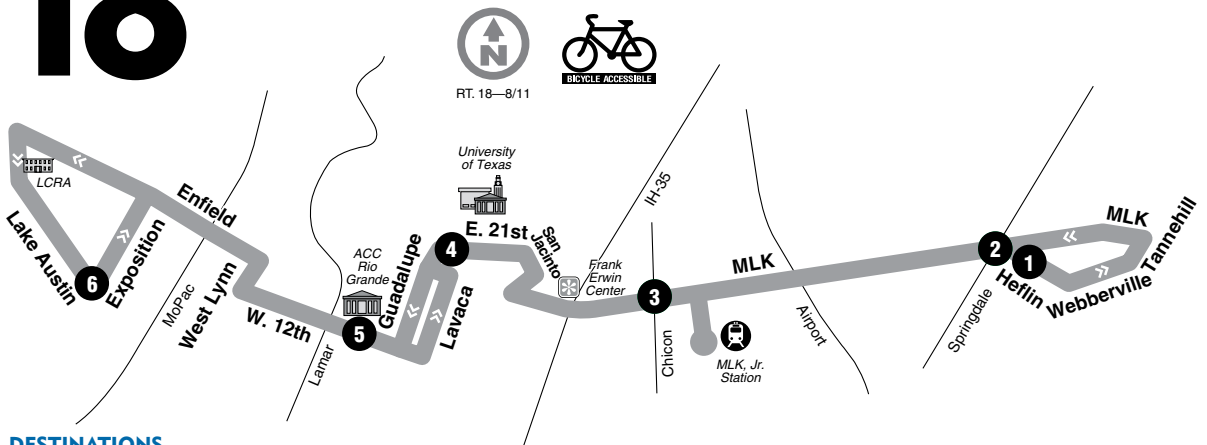 18
N
BICYCLE ACCESSIBLE
RT. 18—8/11
University
of Texas
LCRA
Enfield
Lake Austin
6
Exposition
MoPac
West Lynn
W. 12th
Lamar
ACC
Rio
Grande
5
Guadalupe
Lavaca
4
E. 21st
San
Jacinto
Frank
Erwin
Center
IH-35
3
Chicon
MLK
MLK, Jr.
Station
Airport
Springdale
2
1
Heflin
Webberville
Tannehill
MLK
DESTINATIONS